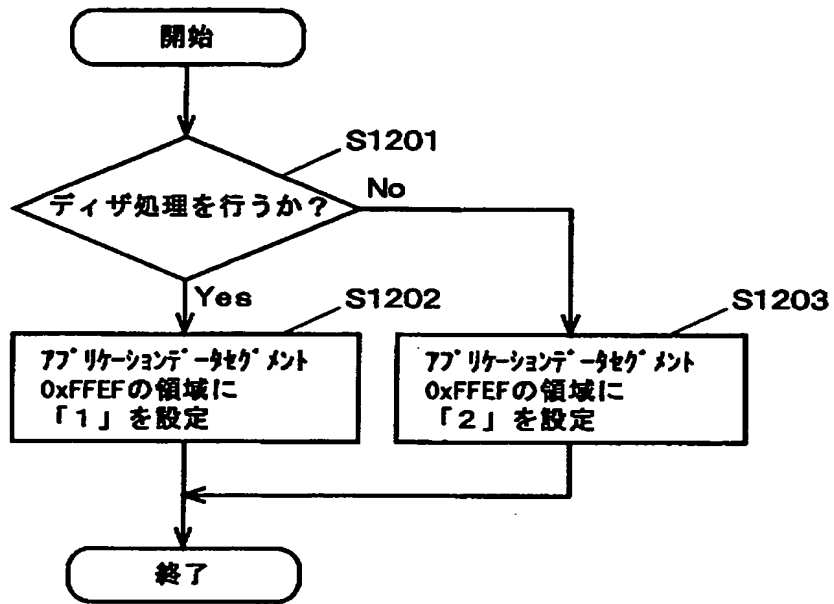 開始
S1201
ディザ処理を行うか？
No
Yes
S1202
ｱﾌﾟﾘｹｰｼｮﾝﾃﾞｰﾀｾｸﾞﾒﾝﾄ
0xFFEFの領域に
「１」を設定
S1203
ｱﾌﾟﾘｹｰｼｮﾝﾃﾞｰﾀｾｸﾞﾒﾝﾄ
0xFFEFの領域に
「２」を設定
終了